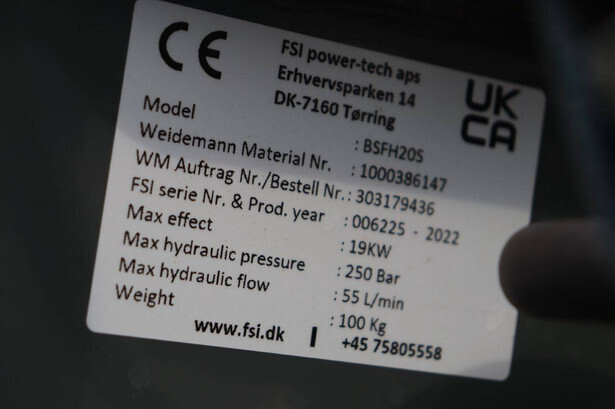 CE
FSI power-tech aps
Erhvervsparken 14
DK-7160 Tørring
UK
CA
Model : BSFH20S
Weidemann Material Nr. : 1000386147
WM Auftrag Nr./Bestell Nr.: 303179436
FSI serie Nr. & Prod. year : 006225 - 2022
Max effect : 19KW
Max hydraulic pressure : 250 Bar
Max hydraulic flow : 55 L/min
Weight : 100 Kg
www.fsi.dk | +45 75805558